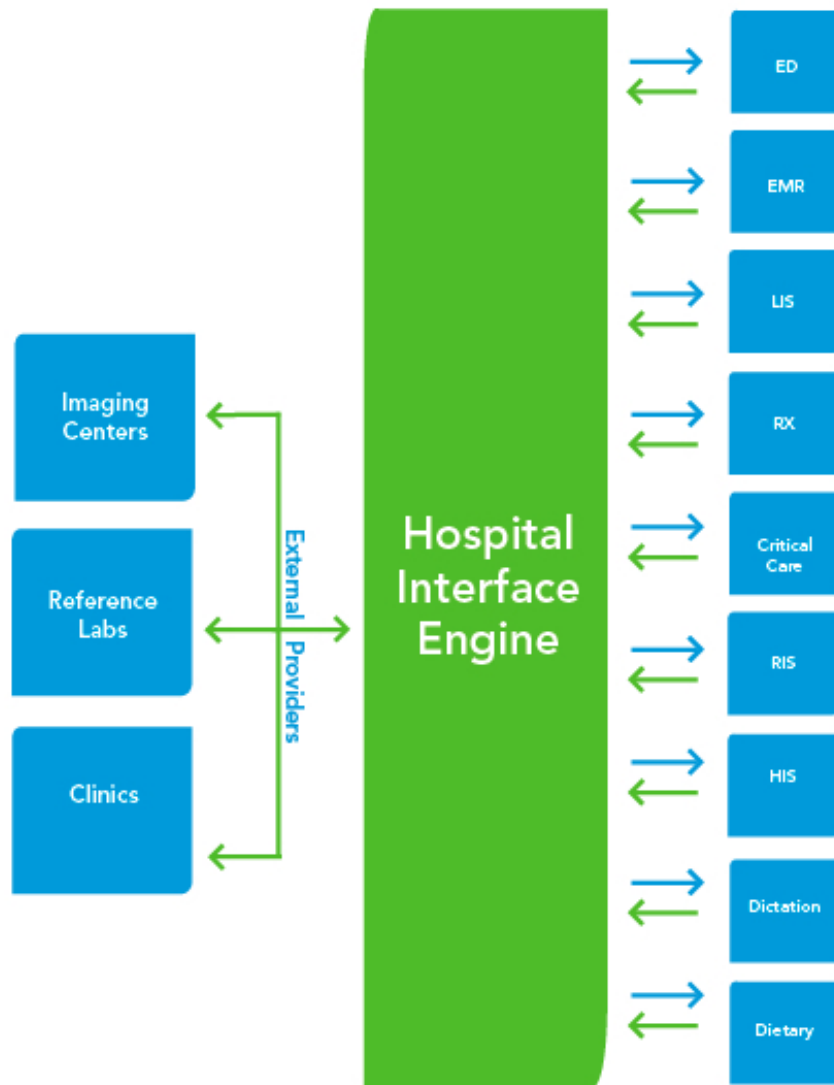 Imaging
Centers
Reference
Labs
Clinics
External Providers
Hospital
Interface
Engine
ED
EMR
LIS
RX
Critical
Care
RIS
HIS
Dictation
Dietary